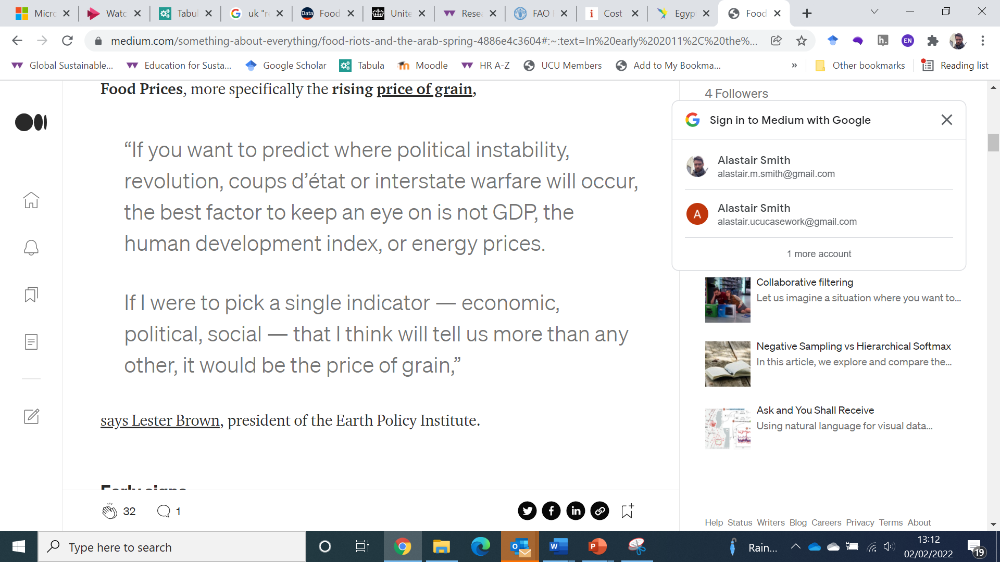 Micro
Watc
Tabul
uk "r
Data
Food
Unite
Resea
FAO
i
Cost
Egyp
Food
medium.com/something-about-everything/food-riots-and-the-arab-spring-4886e4c3604#:~:text=In%20early%202011%2C%20the%...
h.
EN
Global Sustainable...
Education for Susta...
Google Scholar
Tabula
Moodle
HR A-Z
UCU Members
Add to My Bookma...
»
Other bookmarks
Reading list
Food Prices, more specifically the rising price of grain,
“If you want to predict where political instability,
revolution, coups d’état or interstate warfare will occur,
the best factor to keep an eye on is not GDP, the
human development index, or energy prices.
If I were to pick a single indicator — economic,
political, social — that I think will tell us more than any
other, it would be the price of grain,”
says Lester Brown, president of the Earth Policy Institute.
Early signs
32
1
4 Followers
Sign in to Medium with Google
Alastair Smith
alastair.m.smith@gmail.com
A
Alastair Smith
alastair.ucucasework@gmail.com
1 more account
Collaborative filtering
Let us imagine a situation where you want to...
Negative Sampling vs Hierarchical Softmax
In this article, we explore and compare the...
Ask and You Shall Receive
Using natural language for visual data...
Help Status Writers Blog Careers Privacy Terms About
Type here to search
Rain...
13:12
02/02/2022
19